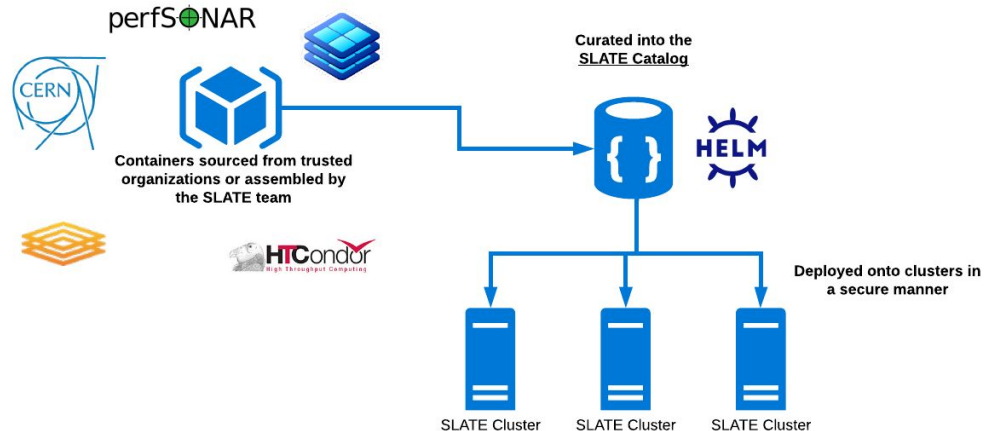 perfSONAR
CERN
Containers sourced from trusted
organizations or assembled by
the SLATE team
HTCondor
High Throughput Computing
Curated into the
SLATE Catalog
{ }
HELM
Deployed onto clusters in
a secure manner
SLATE Cluster
SLATE Cluster
SLATE Cluster